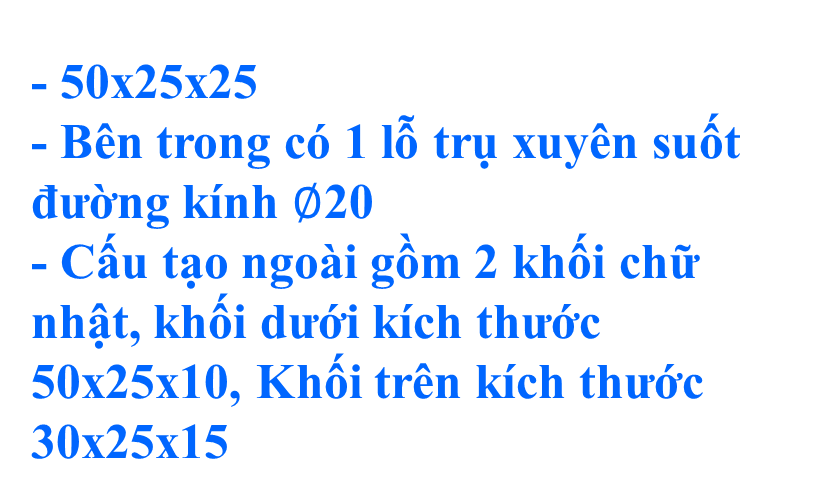 - 50x25x25
- Bên trong có 1 lỗ trụ xuyên suốt
đường kính ∅20
- Cấu tạo ngoài gồm 2 khối chữ
nhật, khối dưới kích thước
50x25x10, Khối trên kích thước
30x25x15